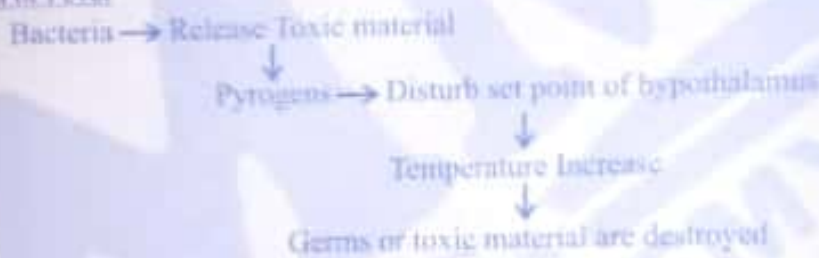 Bacteria → Release Toxic material
↓
Pyrogens → Disturb set point of hypothalamus
↓
Temperature Increase
↓
Germs or toxic material are destroyed